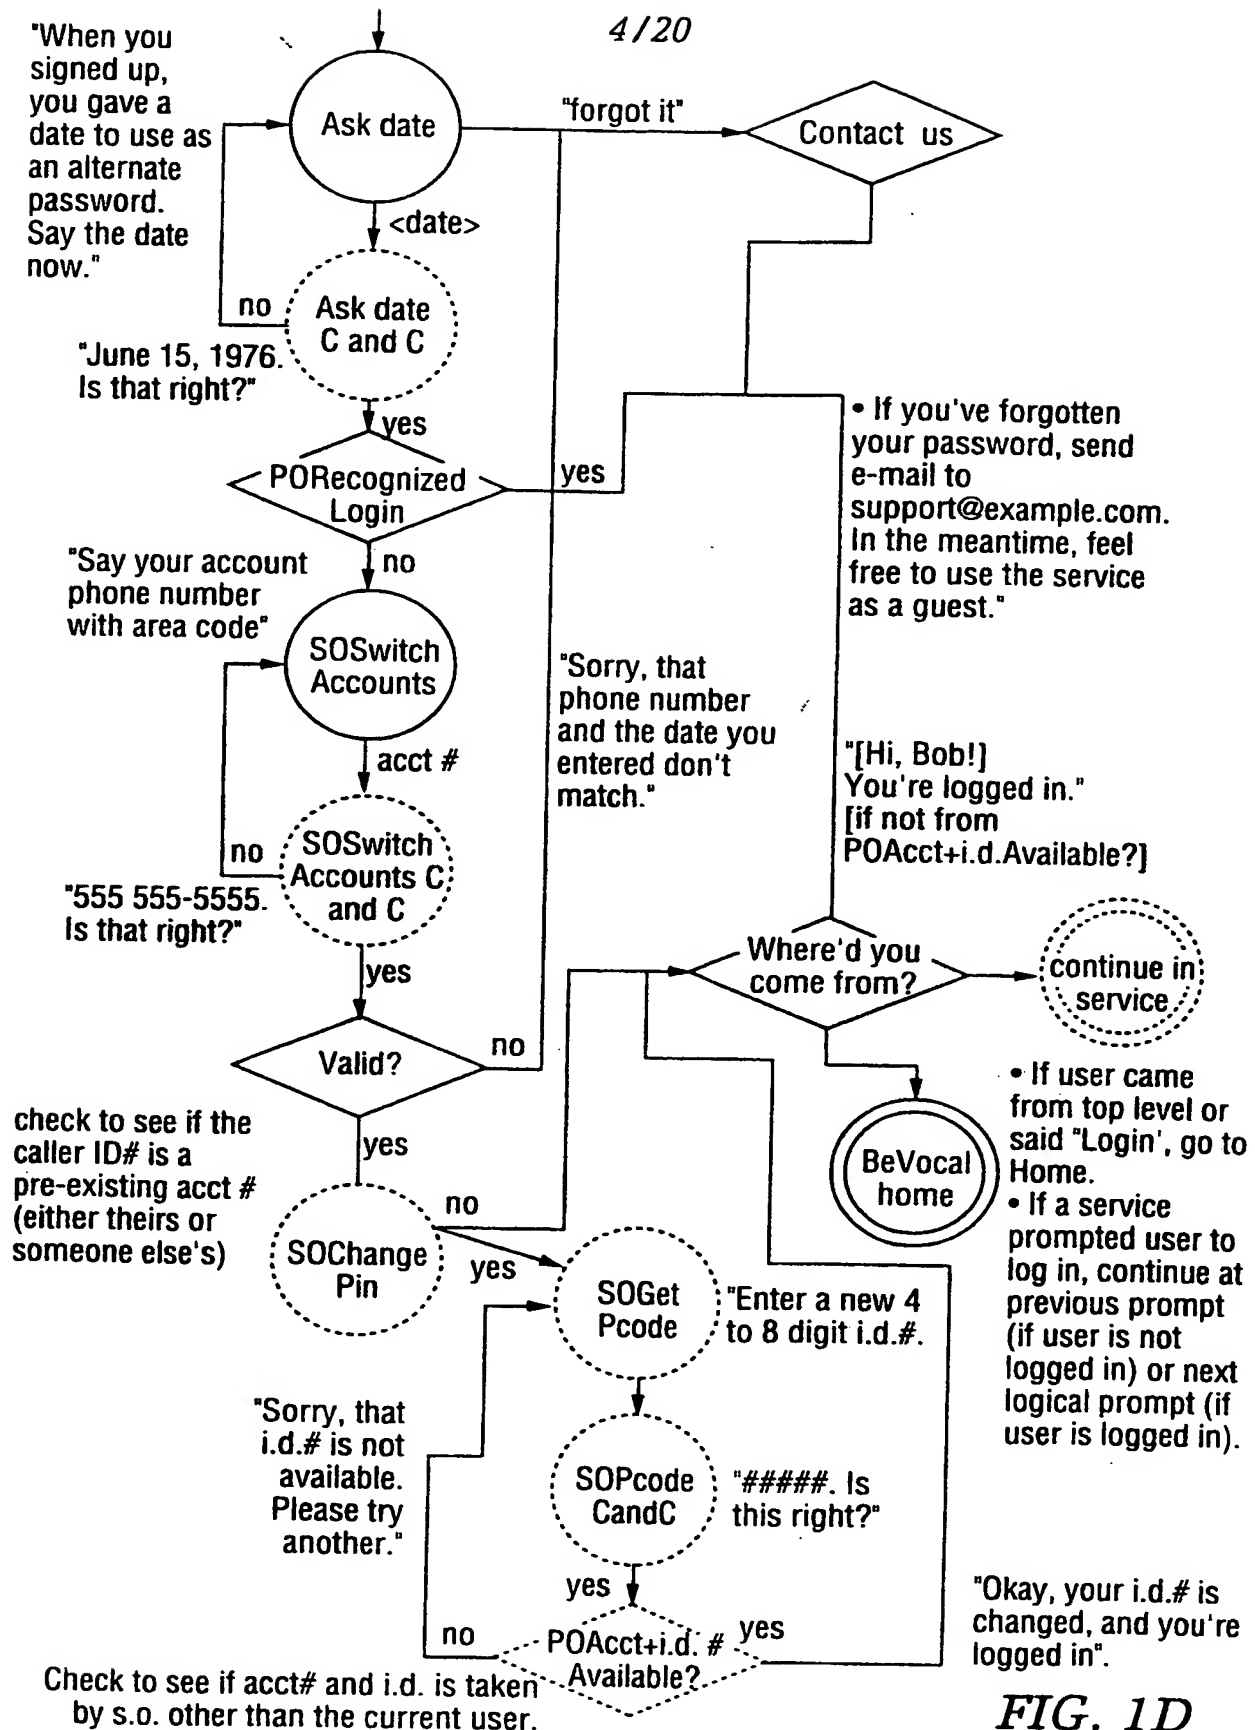 4/20
"When you
signed up,
you gave a
date to use as
an alternate
password.
Say the date
now."
Ask date
"forgot it"
Contact us
<date>
no
Ask date
C and C
"June 15, 1976.
Is that right?"
yes
PORecognized
Login
yes
no
• If you've forgotten
your password, send
e-mail to
support@example.com.
In the meantime, feel
free to use the service
as a guest."
"Say your account
phone number
with area code"
SOSwitch
Accounts
"Sorry, that
phone number
and the date you
entered don't
match."
acct #
"[Hi, Bob!]
You're logged in."
[if not from
POAcct+i.d.Available?]
no
SOSwitch
Accounts C
and C
"555 555-5555.
Is that right?"
yes
Where'd you
come from?
continue in
service
Valid?
no
yes
check to see if the
caller ID# is a
pre-existing acct #
(either theirs or
someone else's)
BeVocal
home
• If user came
from top level or
said "Login', go to
Home.
• If a service
prompted user to
log in, continue at
previous prompt
(if user is not
logged in) or next
logical prompt (if
user is logged in).
SOChange
Pin
no
yes
SOGet
Pcode
"Enter a new 4
to 8 digit i.d.#.
"Sorry, that
i.d.# is not
available.
Please try
another."
SOPcode
CandC
"#####. Is
this right?"
yes
no
POAcct+i.d. #
Available?
yes
"Okay, your i.d.# is
changed, and you're
logged in".
Check to see if acct# and i.d. is taken
by s.o. other than the current user.
FIG. 1D